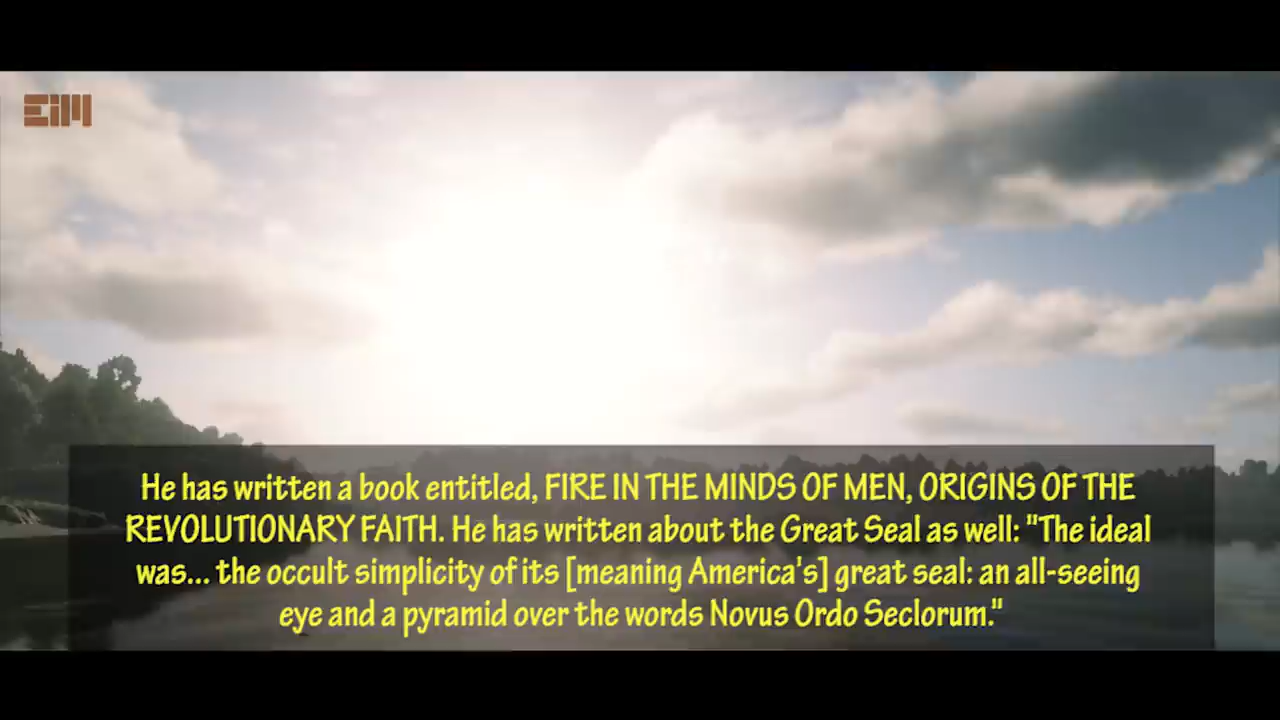 EiM
He has written a book entitled, FIRE IN THE MINDS OF MEN, ORIGINS OF THE
REVOLUTIONARY FAITH. He has written about the Great Seal as well: "The ideal
was... the occult simplicity of its [meaning America's] great seal: an all-seeing
eye and a pyramid over the words Novus Ordo Seclorum."